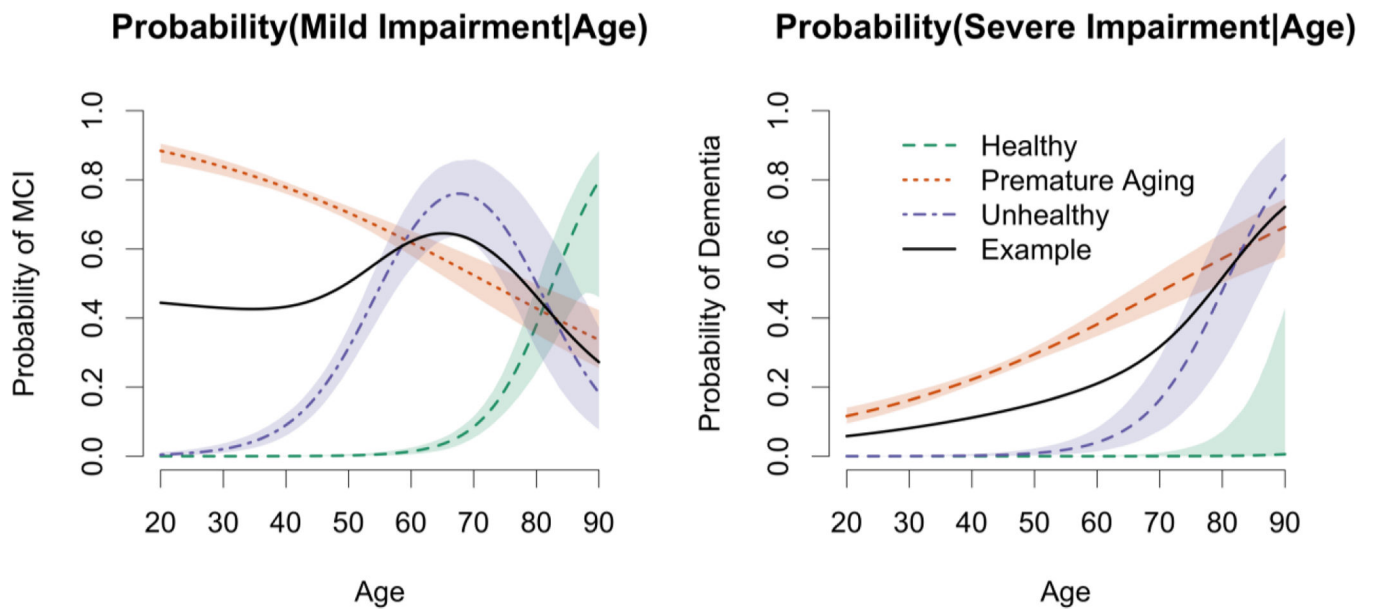 Probability(Mild Impairment|Age)
Probability of MCI
1.0
0.8
0.6
0.4
0.2
0.0
20 30 40 50 60 70 80 90
Age
Probability(Severe Impairment|Age)
Probability of Dementia
1.0
0.8
0.6
0.4
0.2
0.0
Healthy
Premature Aging
Unhealthy
Example
20 30 40 50 60 70 80 90
Age